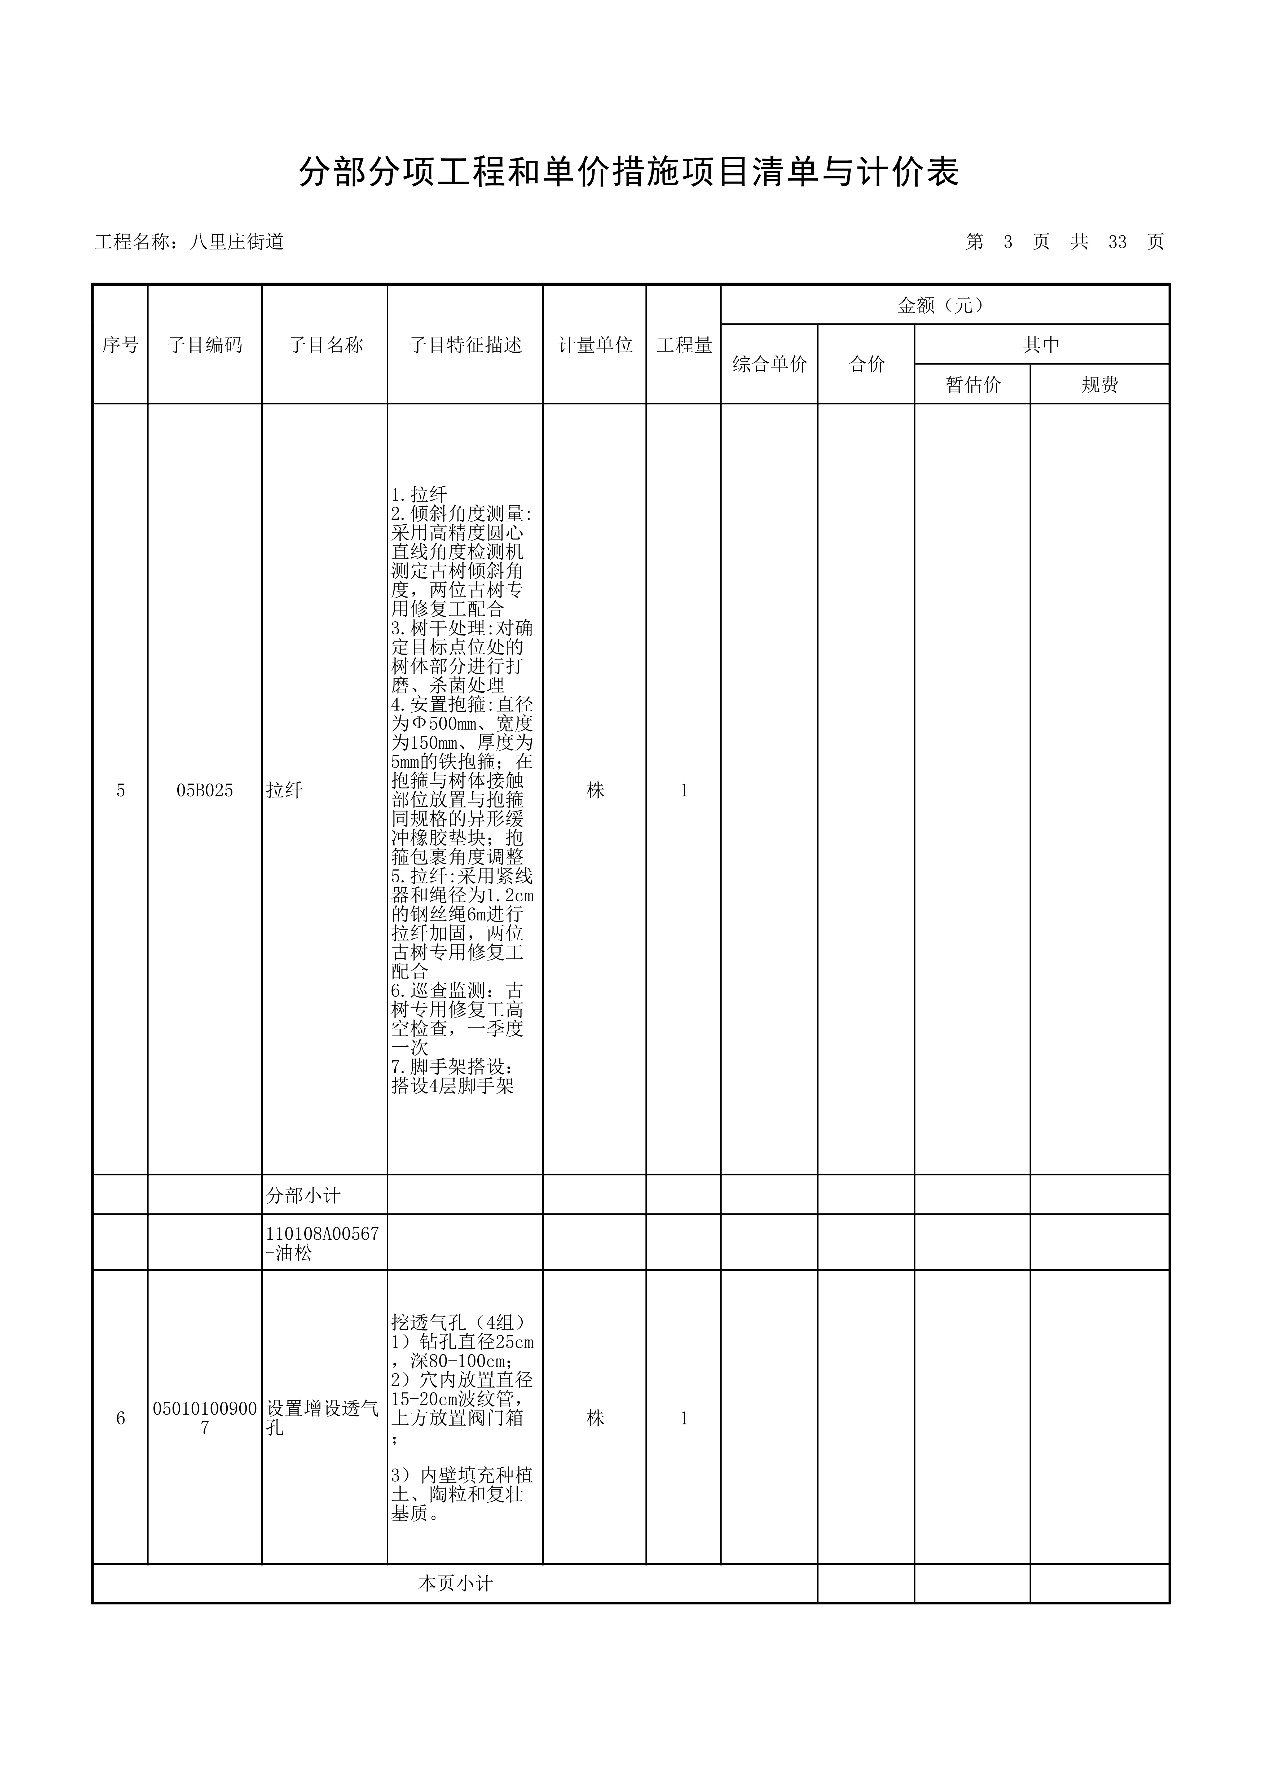 分部分项工程和单价措施项目清单与计价表
工程名称：八里庄街道
第 3 页 共 33 页
序号
子目编码
子目名称
子目特征描述
计量单位
工程量
金额（元）
综合单价
合价
其中
暂估价
规费
5
05B025
拉纤
1.拉纤
2.倾斜角度测量:
采用高精度圆心
直线角度检测机
测定古树倾斜角
度，两位古树专
用修复工配合
3.树干处理:对确
定目标点位处的
树体部分进行打
磨、杀菌处理
4.安置抱箍:直径
为Φ500mm、宽度
为150mm、厚度为
5mm的铁抱箍；在
抱箍与树体接触
部位放置与抱箍
同规格的异形缓
冲橡胶垫块；抱
箍包裹角度调整
5.拉纤:采用紧线
器和绳径为1.2cm
的钢丝绳6m进行
拉纤加固，两位
古树专用修复工
配合
6.巡查监测：古
树专用修复工高
空检查，一季度
一次
7.脚手架搭设：
搭设4层脚手架
株
1
分部小计
110108A00567
-油松
6
05010100900
7
设置增设透气
孔
挖透气孔（4组）
1）钻孔直径25cm
，深80-100cm；
2）穴内放置直径
15-20cm波纹管，
上方放置阀门箱
；
3）内壁填充种植
土、陶粒和复壮
基质。
株
1
本页小计